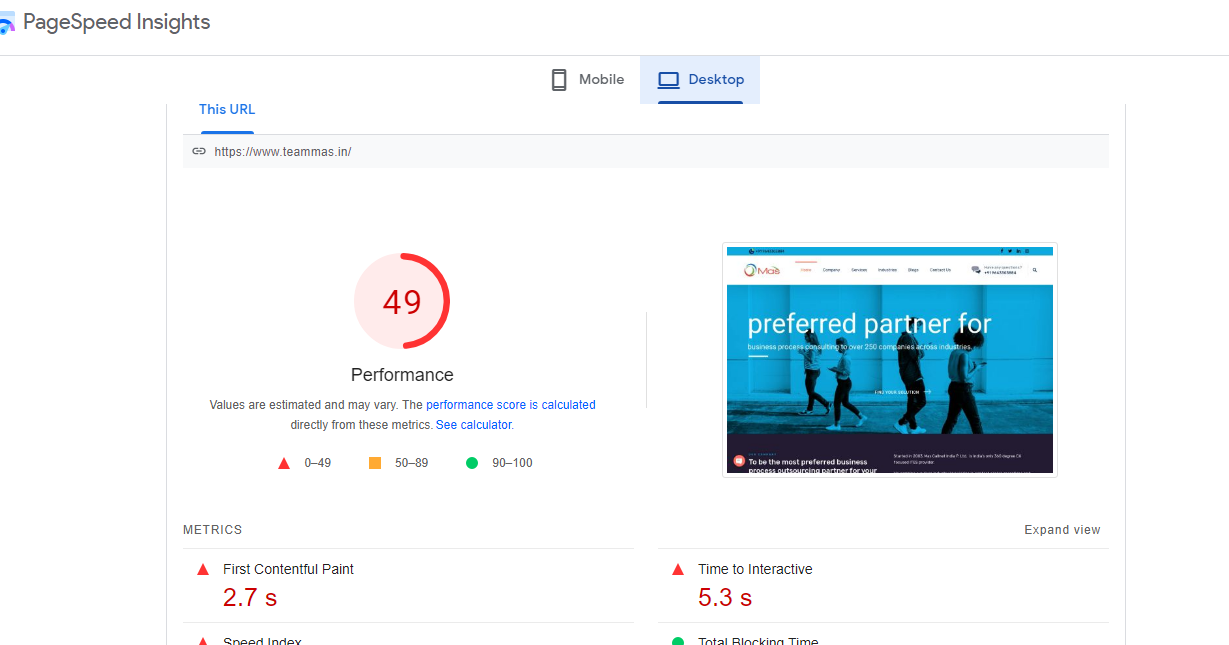 PageSpeed Insights
Mobile
Desktop
This URL
https://www.teammas.in/
49
Performance
Values are estimated and may vary. The performance score is calculated
directly from these metrics. See calculator.
0–49
50–89
90–100
Mas
Home
Company
Services
Industries
Blogs
Contact Us
Have any questions?
preferred partner for
business process consulting to over 250 companies across industries.
FIND YOUR SOLUTION
To be the most preferred business
process outsourcing partner for your
METRICS
Expand view
First Contentful Paint
2.7 s
Time to Interactive
5.3 s
Speed Index
Total Blocking Time